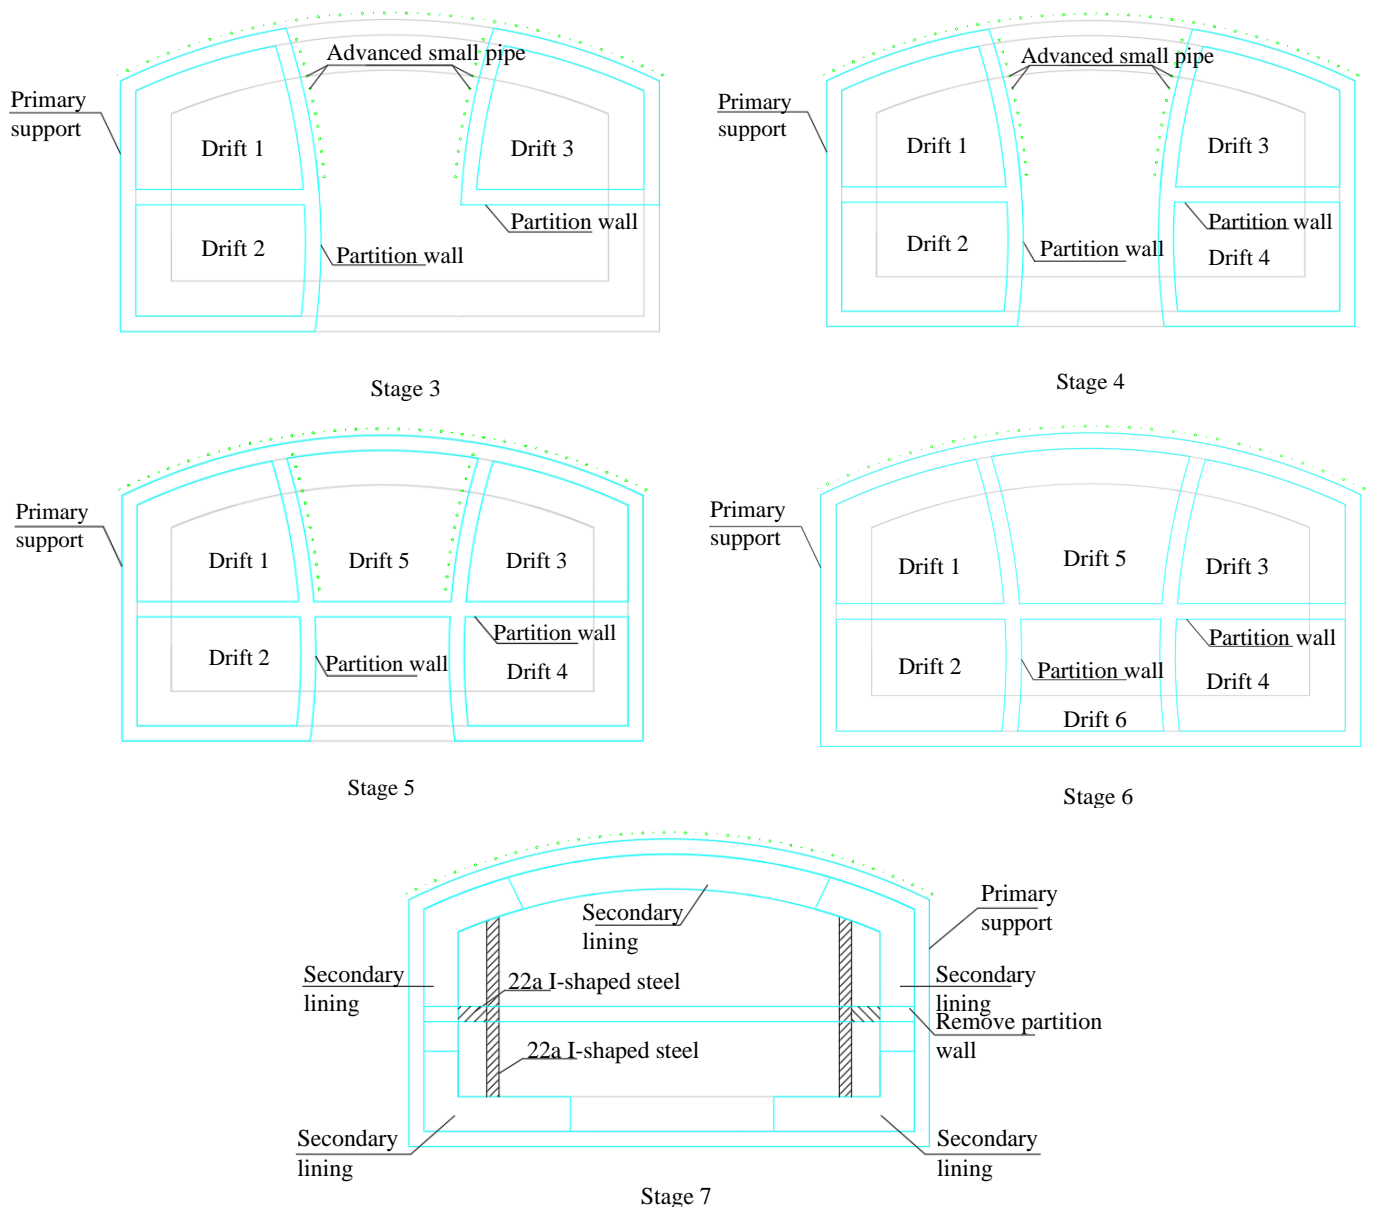 Advanced small pipe
Primary
support
Drift 1
Drift 3
Partition wall
Drift 2
Partition wall
Stage 3
Advanced small pipe
Primary
support
Drift 1
Drift 3
Partition wall
Drift 2
Partition wall
Drift 4
Stage 4
Primary
support
Drift 1
Drift 5
Drift 3
Partition wall
Drift 2
Partition wall
Drift 4
Stage 5
Primary
support
Drift 1
Drift 5
Drift 3
Partition wall
Drift 2
Partition wall
Drift 4
Drift 6
Stage 6
Primary
support
Secondary
lining
Secondary
lining
22a I-shaped steel
Secondary
lining
Remove partition
wall
22a I-shaped steel
Secondary
lining
Secondary
lining
Stage 7